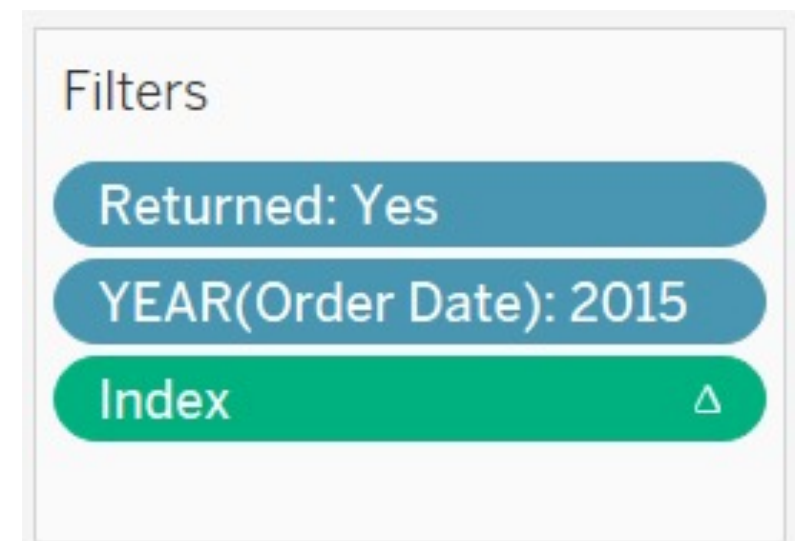 Filters
Returned: Yes
YEAR(Order Date): 2015
Index Δ